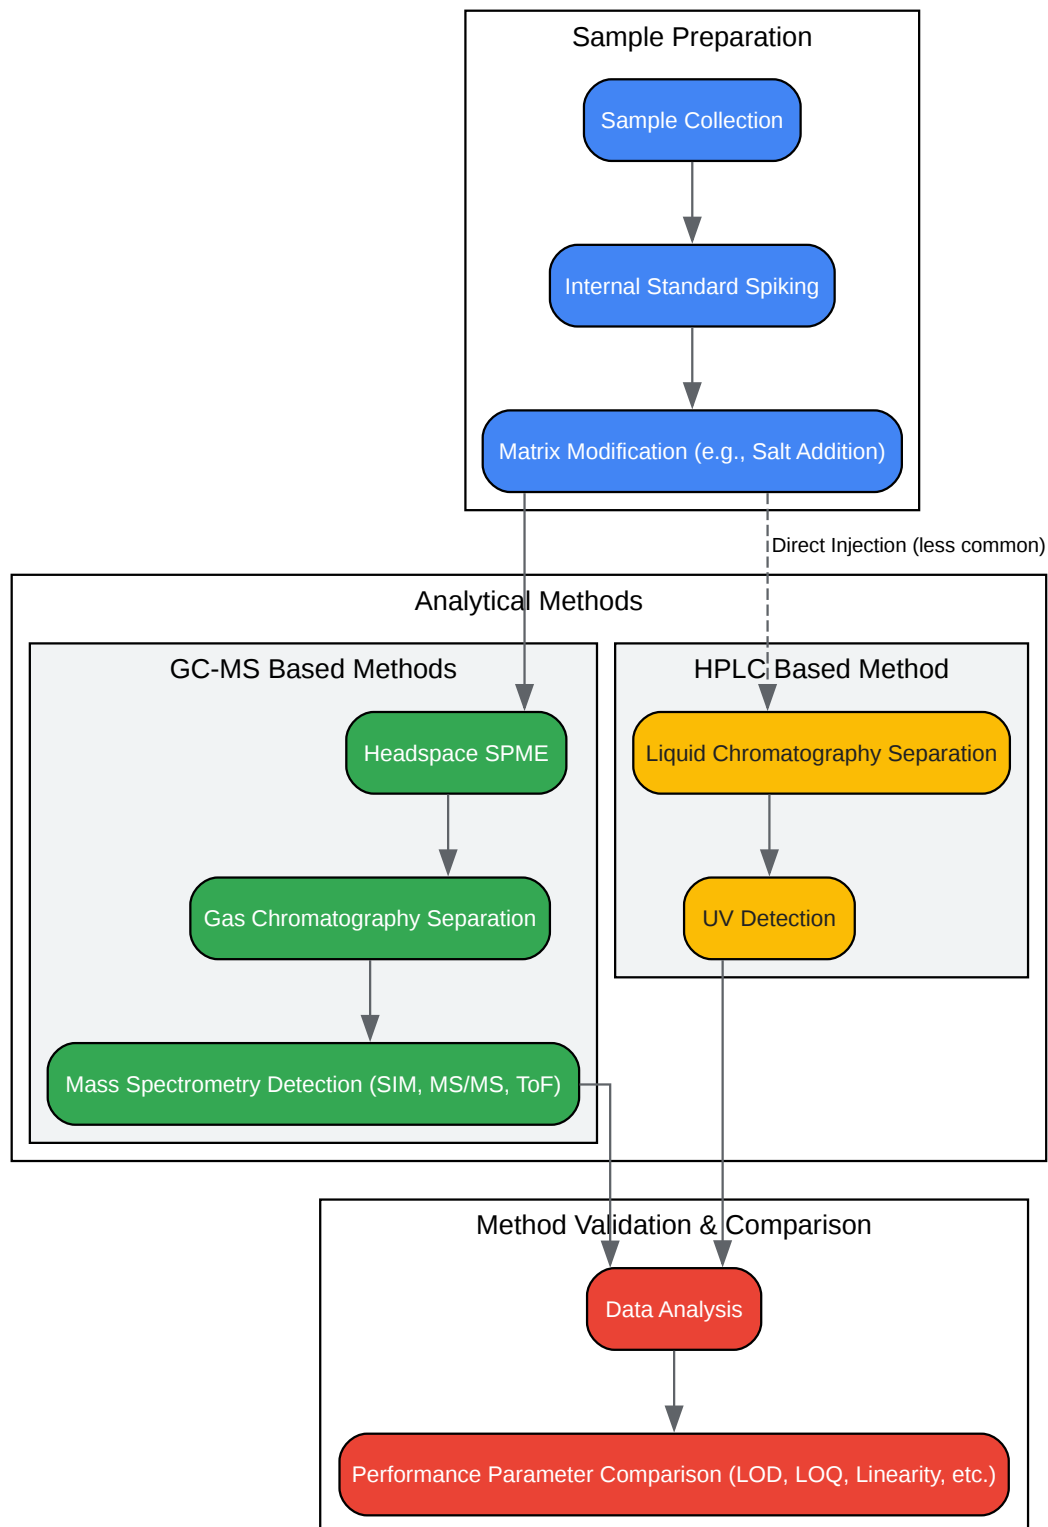 Sample Preparation
Sample Collection
Internal Standard Spiking
Matrix Modification (e.g., Salt Addition)
Direct Injection (less common)
Analytical Methods
GC-MS Based Methods
HPLC Based Method
Headspace SPME
Liquid Chromatography Separation
Gas Chromatography Separation
UV Detection
Mass Spectrometry Detection (SIM, MS/MS, ToF)
Method Validation & Comparison
Data Analysis
Performance Parameter Comparison (LOD, LOQ, Linearity, etc.)